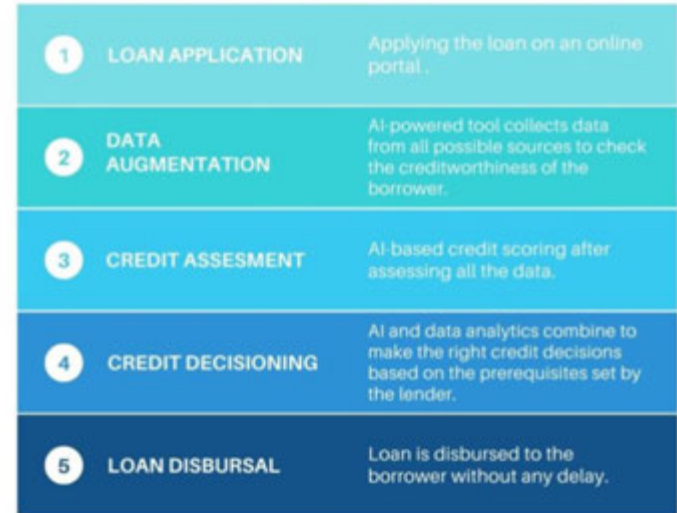 1
LOAN APPLICATION
Applying the loan on an online
portal .
2
DATA
AUGMENTATION
AI-powered tool collects data
from all possible sources to check
the creditworthiness of the
borrower.
3
CREDIT ASSESMENT
AI-based credit scoring after
assessing all the data.
4
CREDIT DECISIONING
AI and data analytics combine to
make the right credit decisions
based on the prerequisites set by
the lender.
5
LOAN DISBURSAL
Loan is disbursed to the
borrower without any delay.